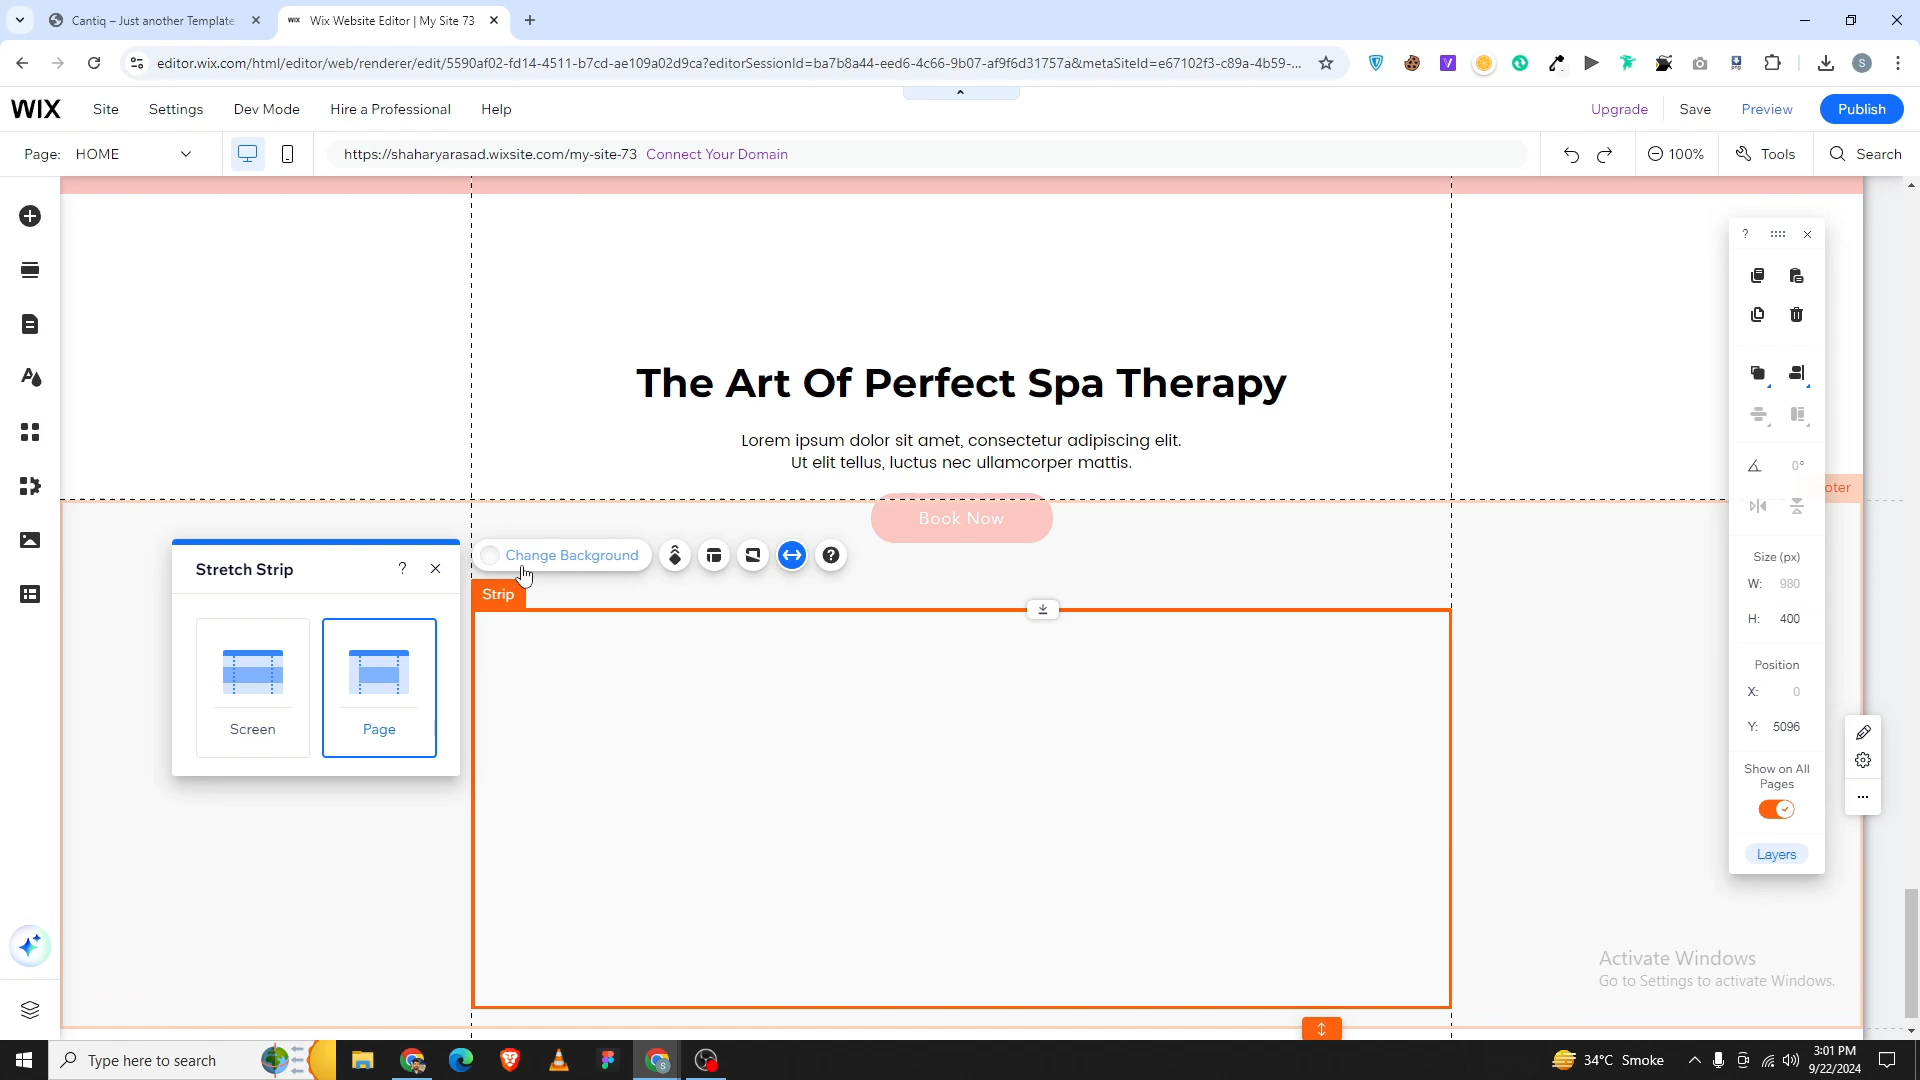 Cantiq – Just another Template
Wix Website Editor | My Site 73
editor.wix.com/html/editor/web/renderer/edit/5590af02-fd14-4511-b7cd-ae109a02d9ca?editorSessionId=ba7b8a44-eed6-4c66-9b07-af9f6d31757a&metaSiteId=e67102f3-c89a-4b59-...
WIX Site Settings Dev Mode Hire a Professional Help Upgrade Save Preview Publish
Page: HOME https://shaharyarasad.wixsite.com/my-site-73 Connect Your Domain 100% Tools Search
The Art Of Perfect Spa Therapy
Lorem ipsum dolor sit amet, consectetur adipiscing elit.
Ut elit tellus, luctus nec ullamcorper mattis.
Book Now
Change Background
Strip
Stretch Strip ?
Screen
Page
?
0°
Size (px)
W: 980
H: 400
Position
X: 0
Y: 5096
Show on All
Pages
Layers
Activate Windows
Go to Settings to activate Windows.
Type here to search
34°C Smoke
3:01 PM
9/22/2024